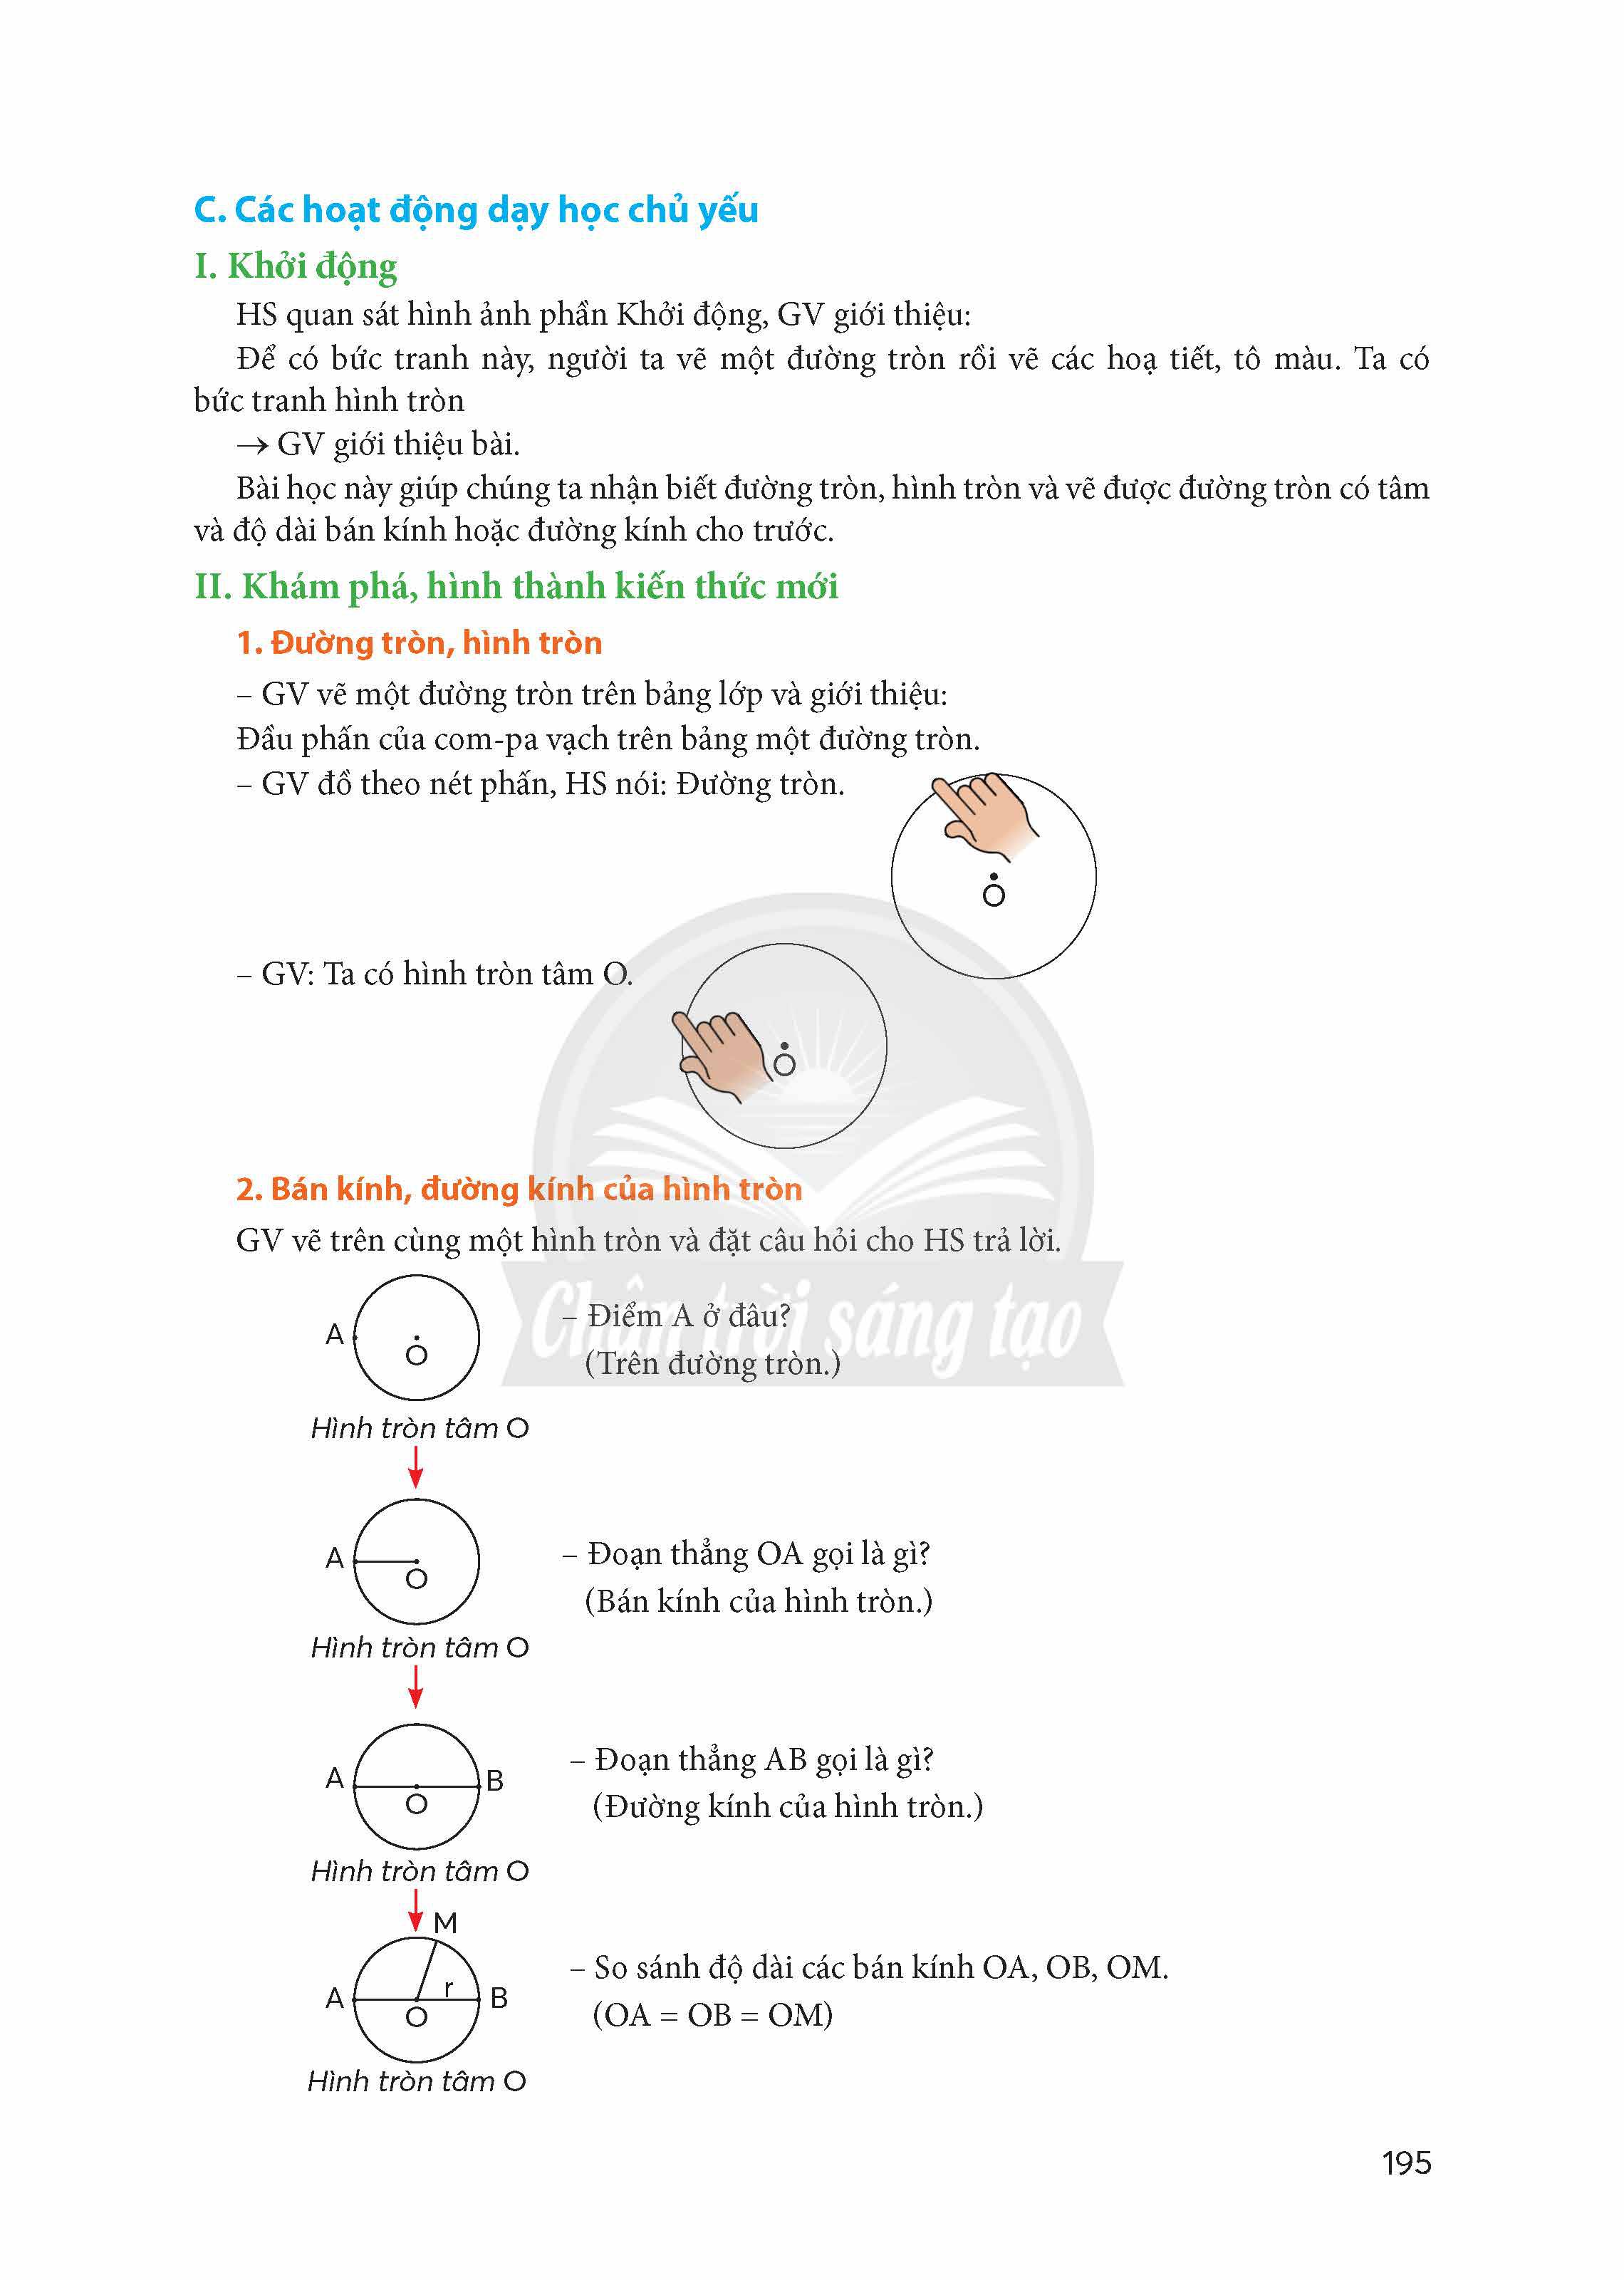 C. Các hoạt động dạy học chủ yếu
I. Khởi động
HS quan sát hình ảnh phần Khởi động, GV giới thiệu:
Để có bức tranh này, người ta vẽ một đường tròn rồi vẽ các hoạ tiết, tô màu. Ta có
bức tranh hình tròn
→ GV giới thiệu bài.
Bài học này giúp chúng ta nhận biết đường tròn, hình tròn và vẽ được đường tròn có tâm
và độ dài bán kính hoặc đường kính cho trước.
II. Khám phá, hình thành kiến thức mới
1. Đường tròn, hình tròn
– GV vẽ một đường tròn trên bảng lớp và giới thiệu:
Đầu phấn của com-pa vạch trên bảng một đường tròn.
– GV đồ theo nét phấn, HS nói: Đường tròn.
O
– GV: Ta có hình tròn tâm O.
O
2. Bán kính, đường kính của hình tròn
GV vẽ trên cùng một hình tròn và đặt câu hỏi cho HS trả lời.
Chân trời sáng tạo
A
O
– Điểm A ở đâu?
(Trên đường tròn.)
Hình tròn tâm O
A
O
– Đoạn thẳng OA gọi là gì?
(Bán kính của hình tròn.)
Hình tròn tâm O
A
B
O
– Đoạn thẳng AB gọi là gì?
(Đường kính của hình tròn.)
Hình tròn tâm O
M
A
r
B
O
– So sánh độ dài các bán kính OA, OB, OM.
(OA = OB = OM)
Hình tròn tâm O
195